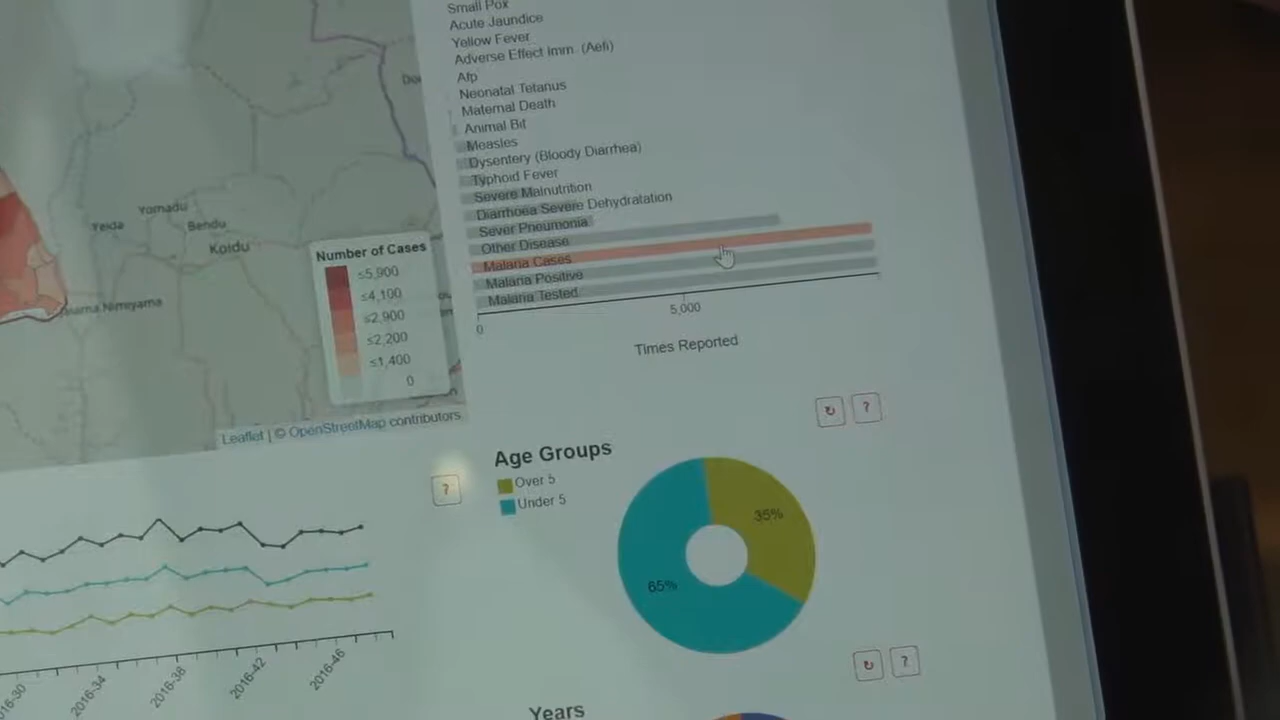 Small Pox
Acute Jaundice
Yellow Fever
Adverse Effect Imm. (Aefi)
Afp
Neonatal Tetanus
Maternal Death
Animal Bit
Measles
Dysentery (Bloody Diarrhea)
Typhoid Fever
Severe Malnutrition
Diarrhoea Severe Dehydratation
Sever Pneumonia
Other Disease
Malaria Cases
Malaria Positive
Malaria Tested
0
5,000
Times Reported
Yomadu
Bendu
Koidu
Number of Cases
≤5,900
≤4,100
≤2,900
≤2,200
≤1,400
0
Leaflet | © OpenStreetMap contributors
?
↻ ?
Age Groups
Over 5
Under 5
35%
65%
2016-30
2016-34
2016-38
2016-42
2016-46
↻ ?
Years